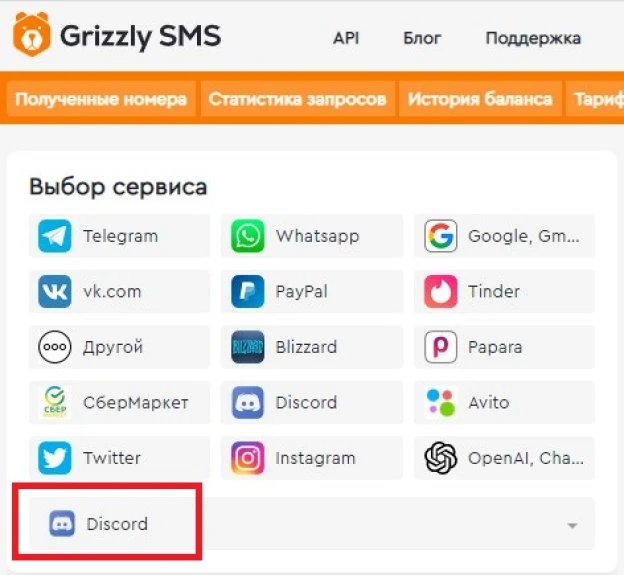 Grizzly SMS API Блог Поддержка
Полученные номера Статистика запросов История баланса Тариф
Выбор сервиса
Telegram Whatsapp Google, Gm...
vk.com PayPal Tinder
Другой Blizzard Papara
СберМаркет Discord Avito
Twitter Instagram OpenAI, Cha...
Discord